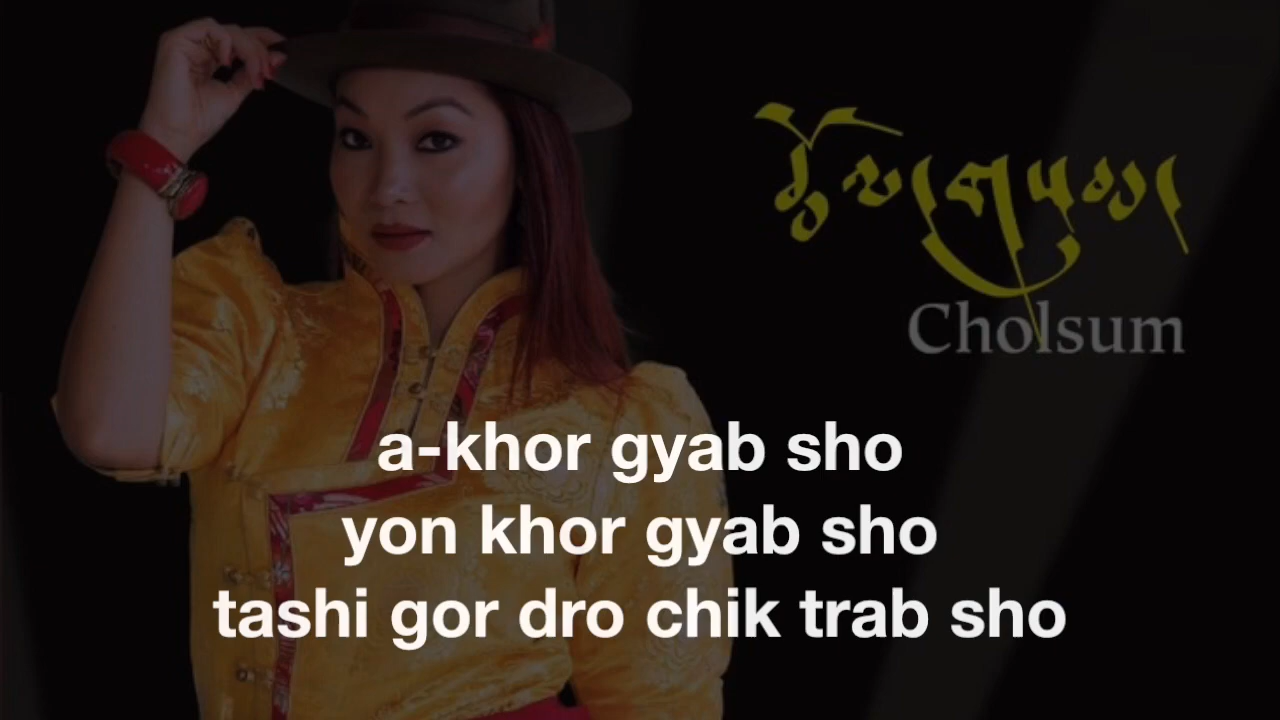 ཆོལ་གསུམ།
Cholsum
a-khor gyab sho
yon khor gyab sho
tashi gor dro chik trab sho